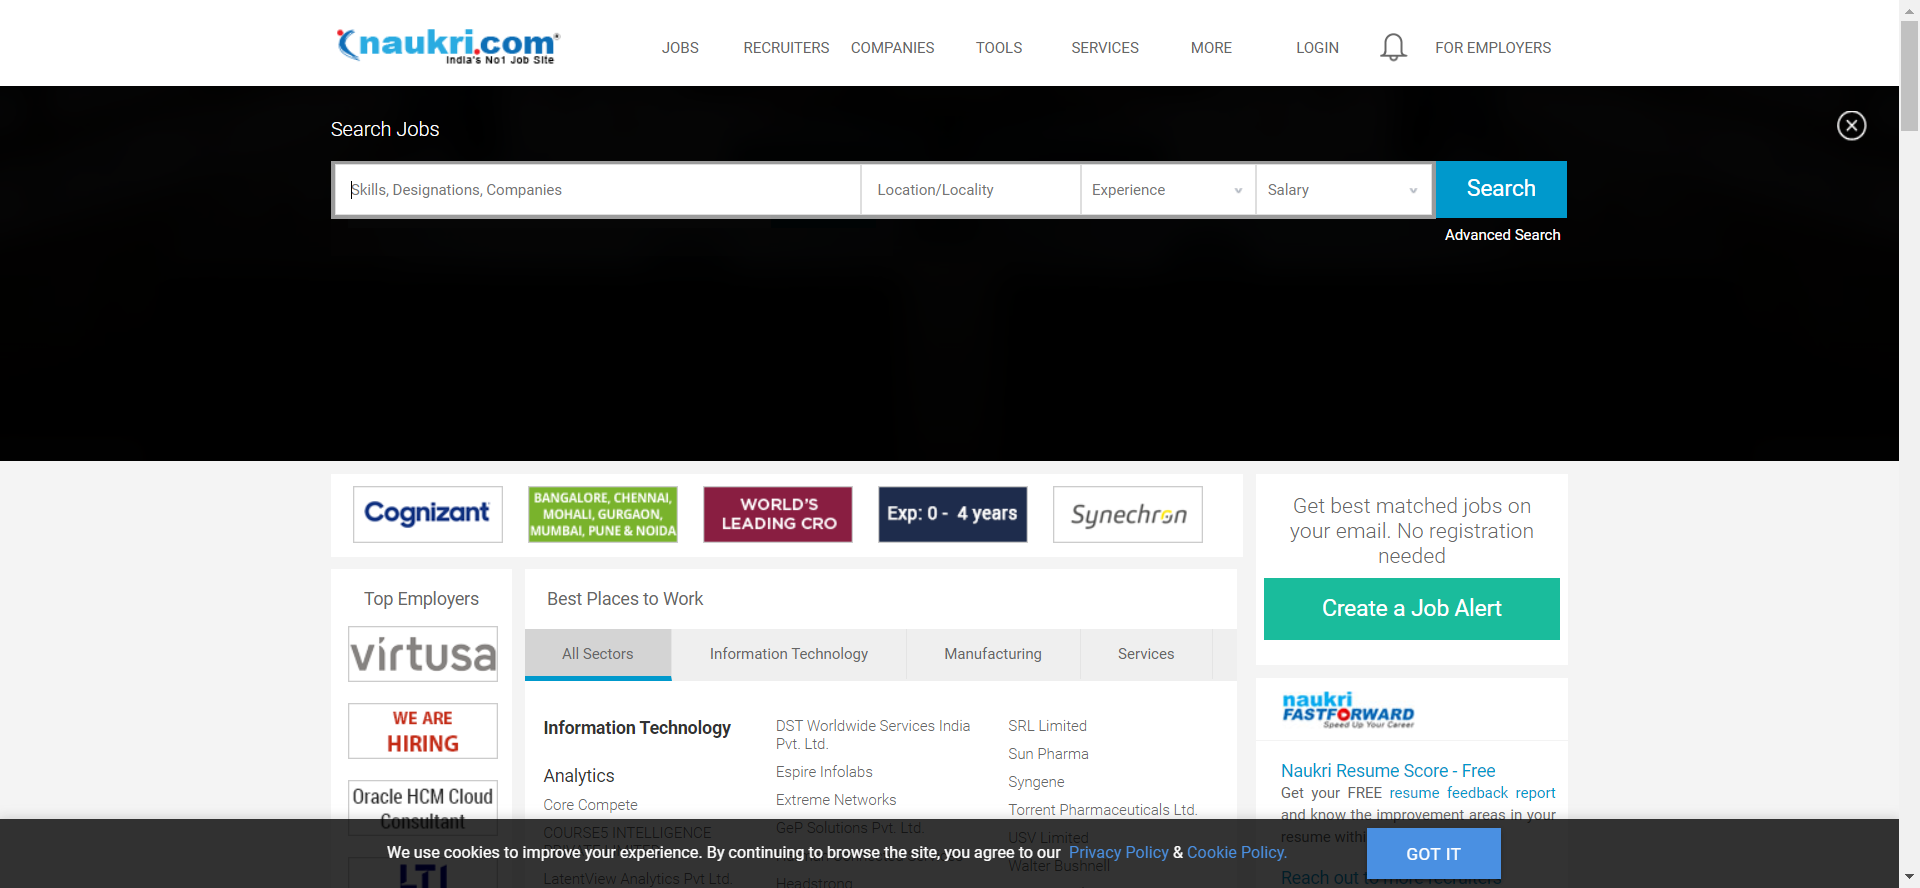 naukri.com
India's No1 Job Site
JOBS
RECRUITERS
COMPANIES
TOOLS
SERVICES
MORE
LOGIN
FOR EMPLOYERS
Search Jobs
Skills, Designations, Companies
Location/Locality
Experience
Salary
Search
Advanced Search
Cognizant
BANGALORE, CHENNAI,
MOHALI, GURGAON,
MUMBAI, PUNE & NOIDA
WORLD'S
LEADING CRO
Exp: 0 - 4 years
Synechron
Get best matched jobs on
your email. No registration
needed
Create a Job Alert
Top Employers
virtusa
WE ARE
HIRING
Oracle HCM Cloud
Consultant
LTI
Best Places to Work
All Sectors
Information Technology
Manufacturing
Services
Information Technology
Analytics
Core Compete
COURSE5 INTELLIGENCE
LatentView Analytics Pvt Ltd.
DST Worldwide Services India
Pvt. Ltd.
Espire Infolabs
Extreme Networks
GeP Solutions Pvt. Ltd.
Headstrong
SRL Limited
Sun Pharma
Syngene
Torrent Pharmaceuticals Ltd.
USV Limited
Walter Bushnell
naukri
FASTFORWARD
Speed Up Your Career
Naukri Resume Score - Free
Get your FREE resume feedback report
and know the improvement areas in your
resume within
Reach out to more recruiters
We use cookies to improve your experience. By continuing to browse the site, you agree to our Privacy Policy & Cookie Policy.
GOT IT